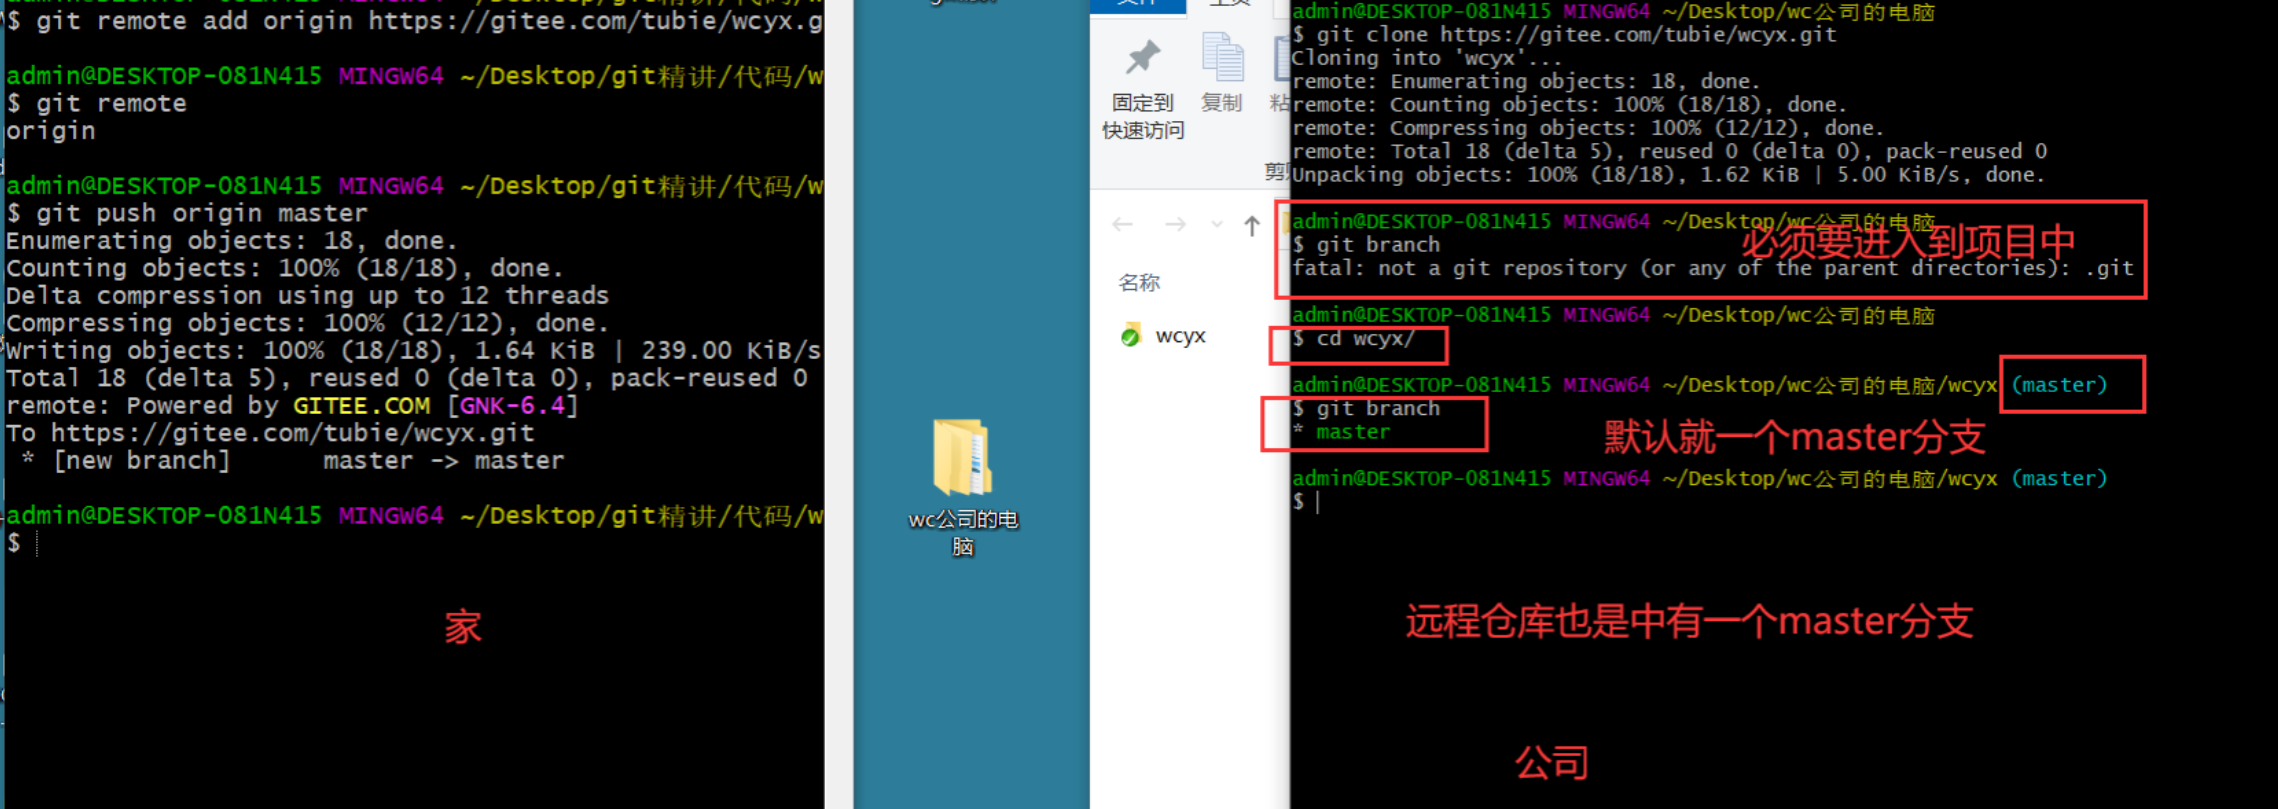 $ git remote add origin https://gitee.com/tubie/wcyx.g
admin@DESKTOP-081N415 MINGW64 ~/Desktop/git精讲/代码/w
$ git remote
origin
admin@DESKTOP-081N415 MINGW64 ~/Desktop/git精讲/代码/w
$ git push origin master
Enumerating objects: 18, done.
Counting objects: 100% (18/18), done.
Delta compression using up to 12 threads
Compressing objects: 100% (12/12), done.
Writing objects: 100% (18/18), 1.64 KiB | 239.00 KiB/s
Total 18 (delta 5), reused 0 (delta 0), pack-reused 0
remote: Powered by GITEE.COM [GNK-6.4]
To https://gitee.com/tubie/wcyx.git
* [new branch] master -> master
admin@DESKTOP-081N415 MINGW64 ~/Desktop/git精讲/代码/w
$
家
wc公司的电
脑
文件 主页
固定到
快速访问
复制
粘
剪
名称
wcyx
admin@DESKTOP-081N415 MINGW64 ~/Desktop/wc公司的电脑
$ git clone https://gitee.com/tubie/wcyx.git
Cloning into 'wcyx'...
remote: Enumerating objects: 18, done.
remote: Counting objects: 100% (18/18), done.
remote: Compressing objects: 100% (12/12), done.
remote: Total 18 (delta 5), reused 0 (delta 0), pack-reused 0
Unpacking objects: 100% (18/18), 1.62 KiB | 5.00 KiB/s, done.
admin@DESKTOP-081N415 MINGW64 ~/Desktop/wc公司的电脑
$ git branch
必须要进入到项目中
fatal: not a git repository (or any of the parent directories): .git
admin@DESKTOP-081N415 MINGW64 ~/Desktop/wc公司的电脑
$ cd wcyx/
admin@DESKTOP-081N415 MINGW64 ~/Desktop/wc公司的电脑/wcyx (master)
$ git branch
* master
默认就一个master分支
admin@DESKTOP-081N415 MINGW64 ~/Desktop/wc公司的电脑/wcyx (master)
$
远程仓库也是中有一个master分支
公司